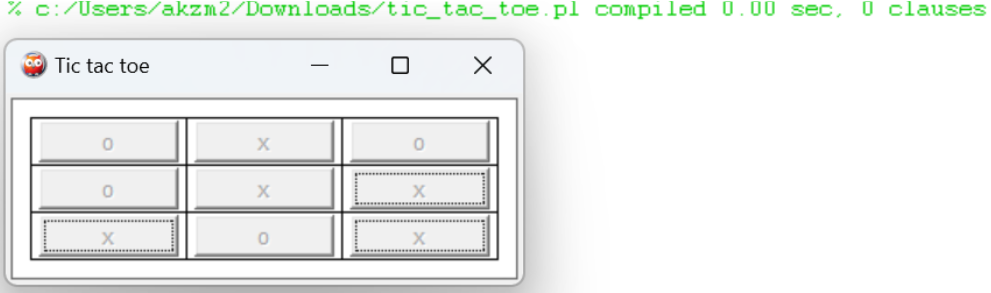 % c:/Users/akzm2/Downloads/tic_tac_toe.pl compiled 0.00 sec, 0 clauses
Tic tac toe
o x o
o x x
x o x